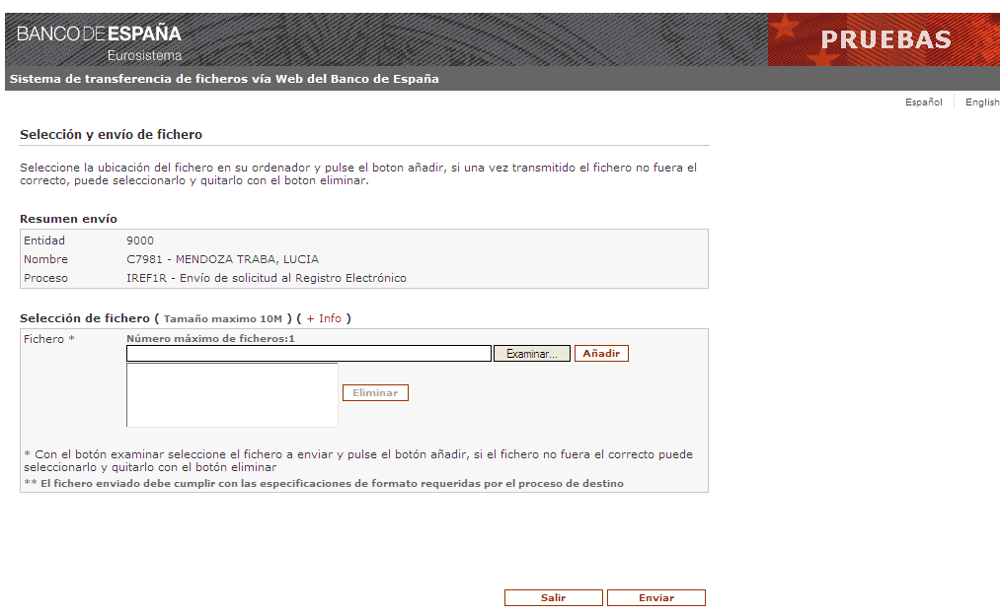 BANCO DE ESPAÑA
Eurosistema
PRUEBAS
Sistema de transferencia de ficheros vía Web del Banco de España
Español English
Selección y envío de fichero
Seleccione la ubicación del fichero en su ordenador y pulse el boton añadir, si una vez transmitido el fichero no fuera el
correcto, puede seleccionarlo y quitarlo con el boton eliminar.
Resumen envío
Entidad 9000
Nombre C7981 - MENDOZA TRABA, LUCIA
Proceso IREF1R - Envío de solicitud al Registro Electrónico
Selección de fichero ( Tamaño maximo 10M ) ( + Info )
Fichero * Número máximo de ficheros:1
Examinar... Añadir
Eliminar
* Con el botón examinar seleccione el fichero a enviar y pulse el botón añadir, si el fichero no fuera el correcto puede
seleccionarlo y quitarlo con el botón eliminar
** El fichero enviado debe cumplir con las especificaciones de formato requeridas por el proceso de destino
Salir Enviar